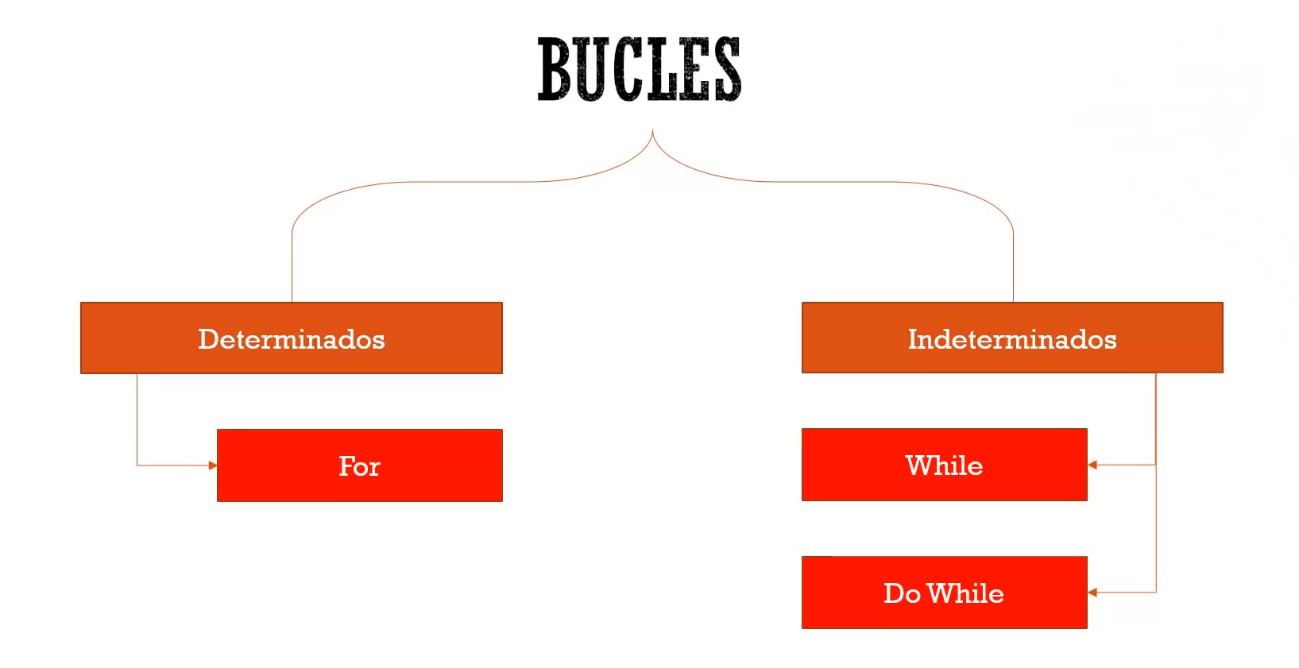 BUCLES
Determinados
Indeterminados
For
While
Do While